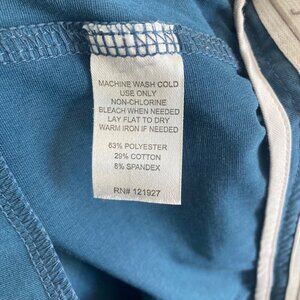 MACHINE WASH COLD
USE ONLY
NON-CHLORINE
BLEACH WHEN NEEDED
LAY FLAT TO DRY
WARM IRON IF NEEDED
63% POLYESTER
29% COTTON
8% SPANDEX
RN# 121927